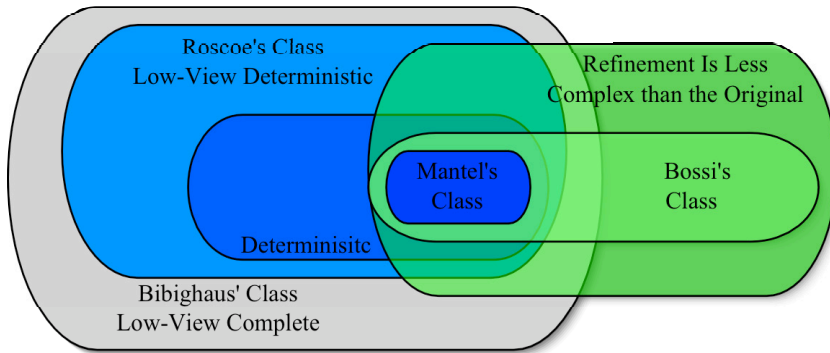 Roscoe's Class
Low-View Deterministic
Refinement Is Less
Complex than the Original
Mantel's
Class
Bossi's
Class
Determinisitc
Bibighaus' Class
Low-View Complete